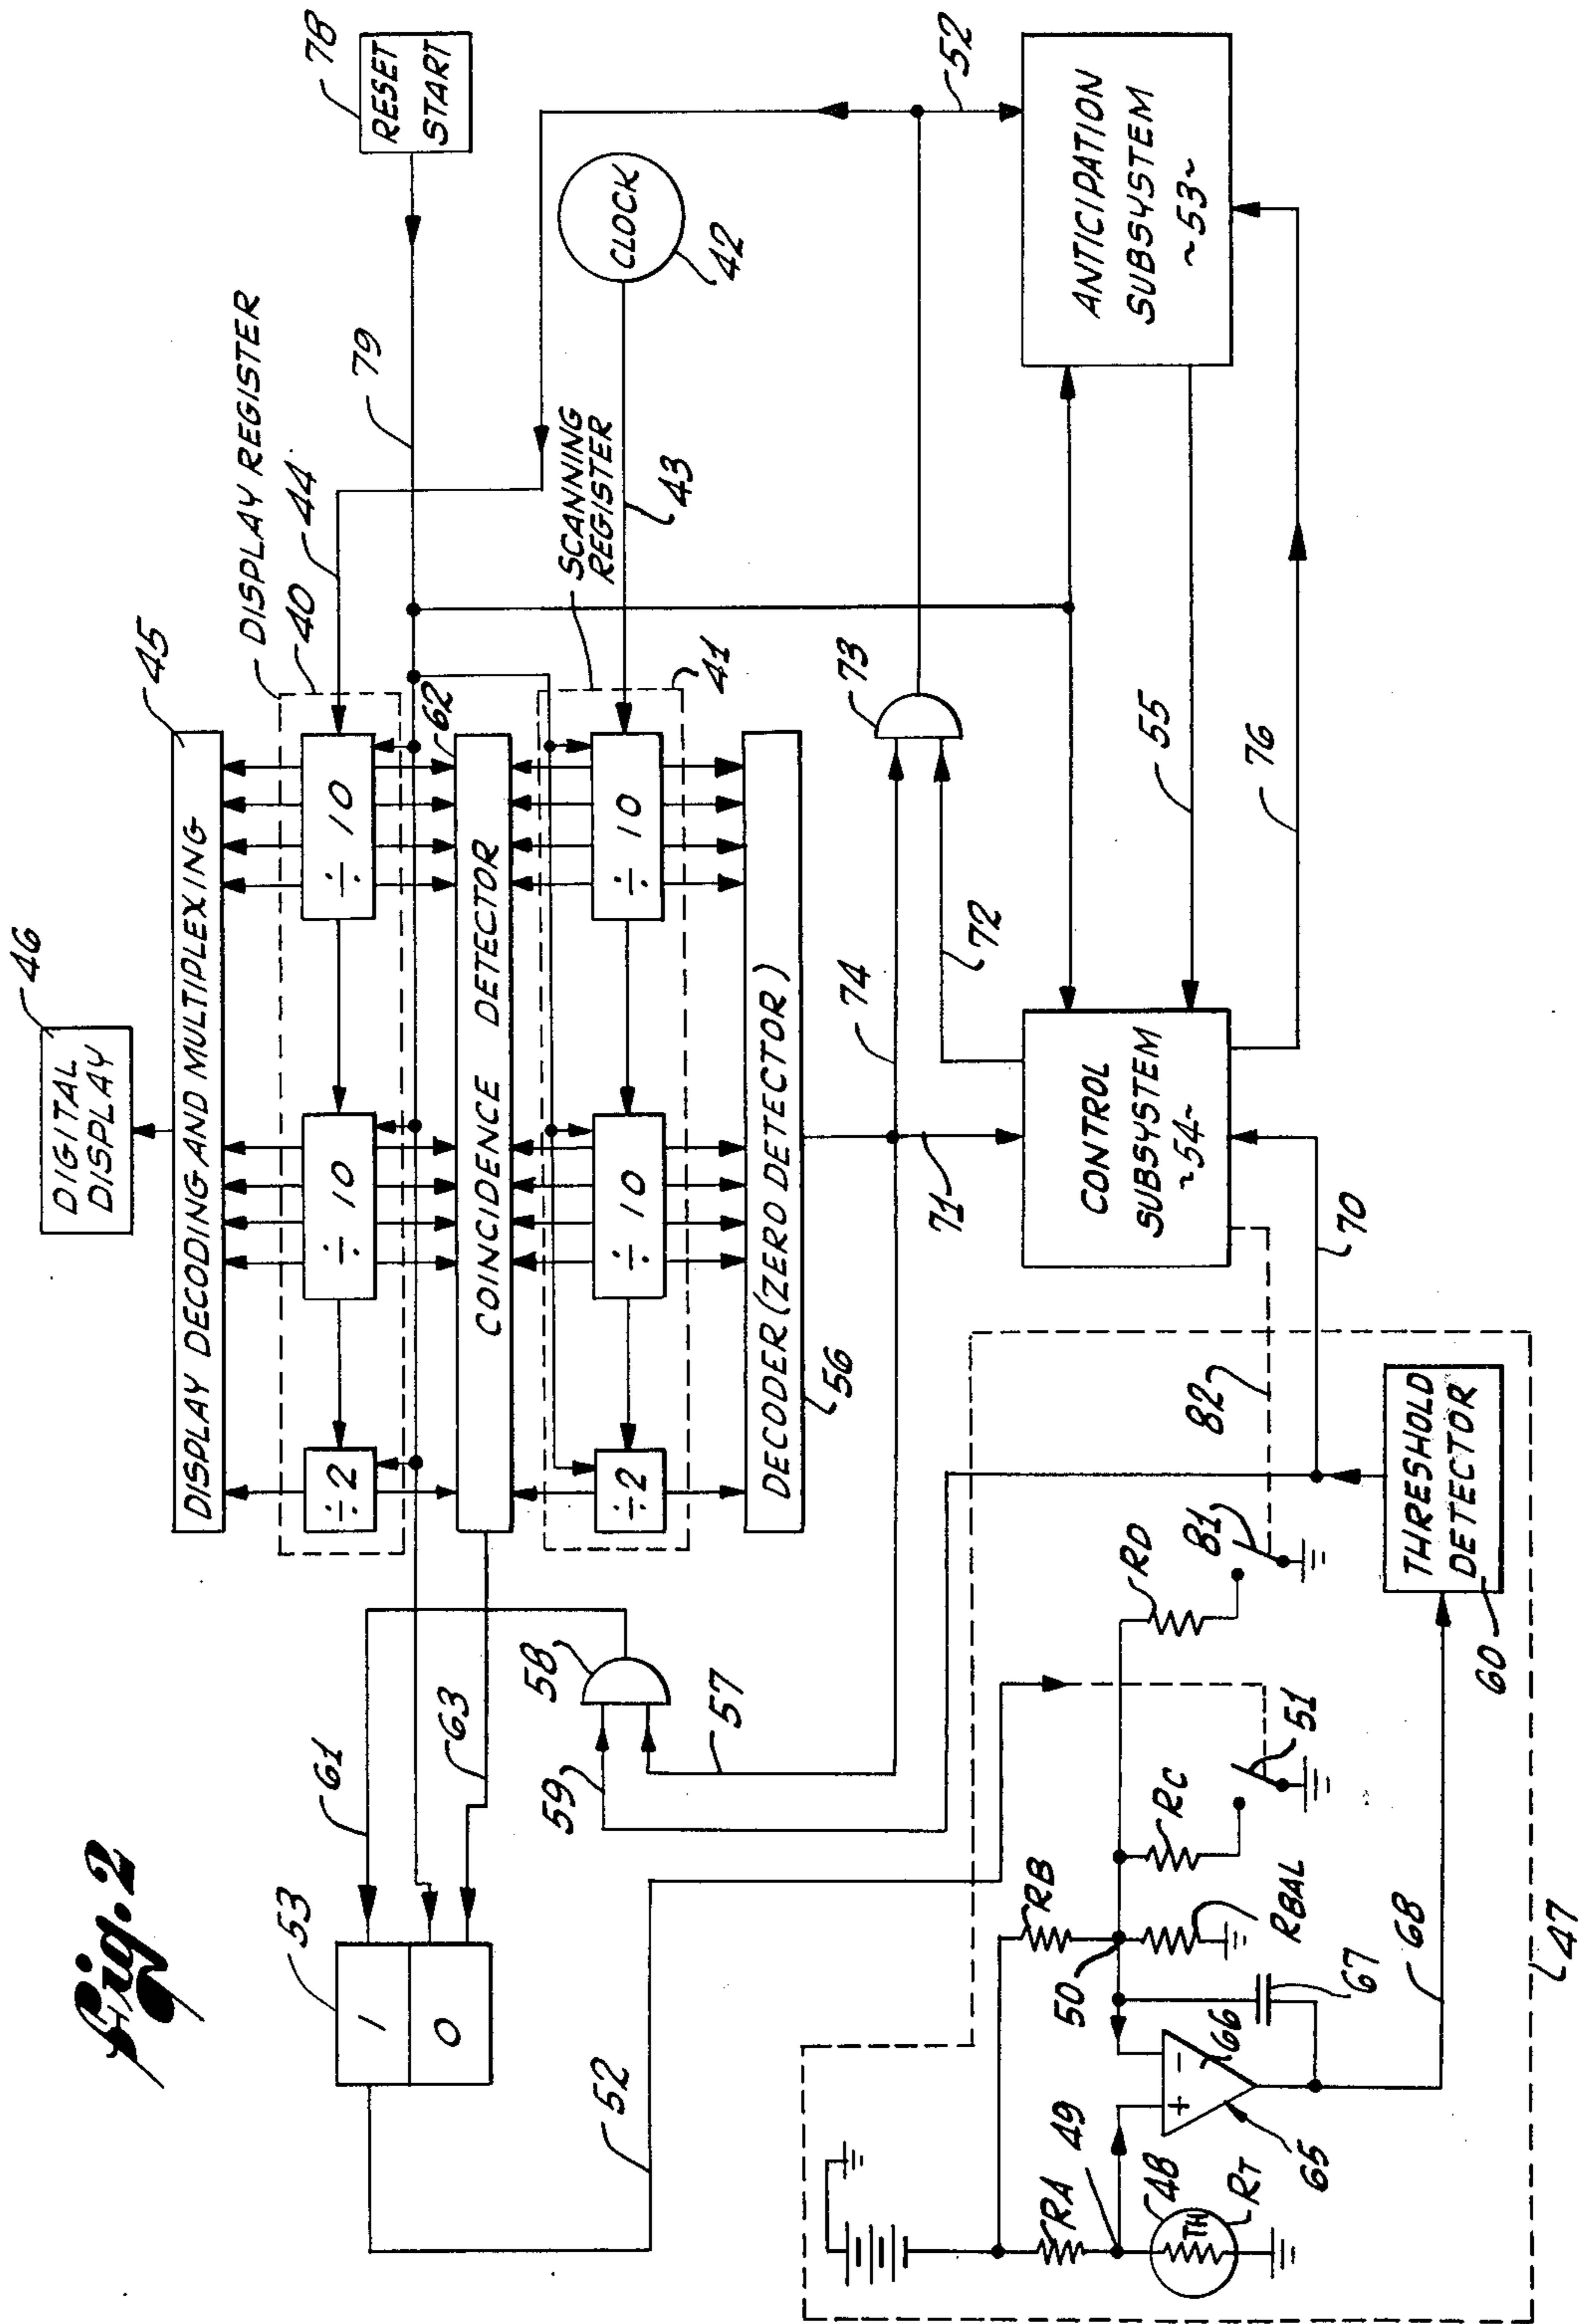 Fig. 2
46
DIGITAL
DISPLAY
45
DISPLAY DECODING AND MULTIPLEXING
DISPLAY REGISTER
40
44
79
78
RESET
START
÷2
÷10
÷10
62
COINCIDENCE DETECTOR
SCANNING
REGISTER
43
CLOCK
42
÷2
÷10
÷10
41
DECODER (ZERO DETECTOR)
56
53
1
0
61
63
58
59
57
52
74
73
72
71
52
CONTROL
SUBSYSTEM
~54~
ANTICIPATION
SUBSYSTEM
~53~
55
76
70
82
RA
49
48
TH
RT
RB
50
RBAL
RC
51
RD
81
65
66
67
68
+
-
THRESHOLD
DETECTOR
60
47